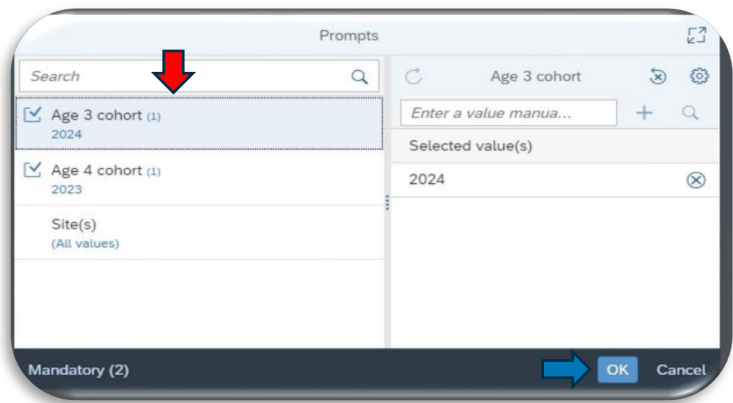 Prompts
Search
Age 3 cohort (1)
2024
Age 4 cohort (1)
2023
Site(s)
(All values)
Age 3 cohort
Enter a value manua...
Selected value(s)
2024
Mandatory (2)
OK Cancel